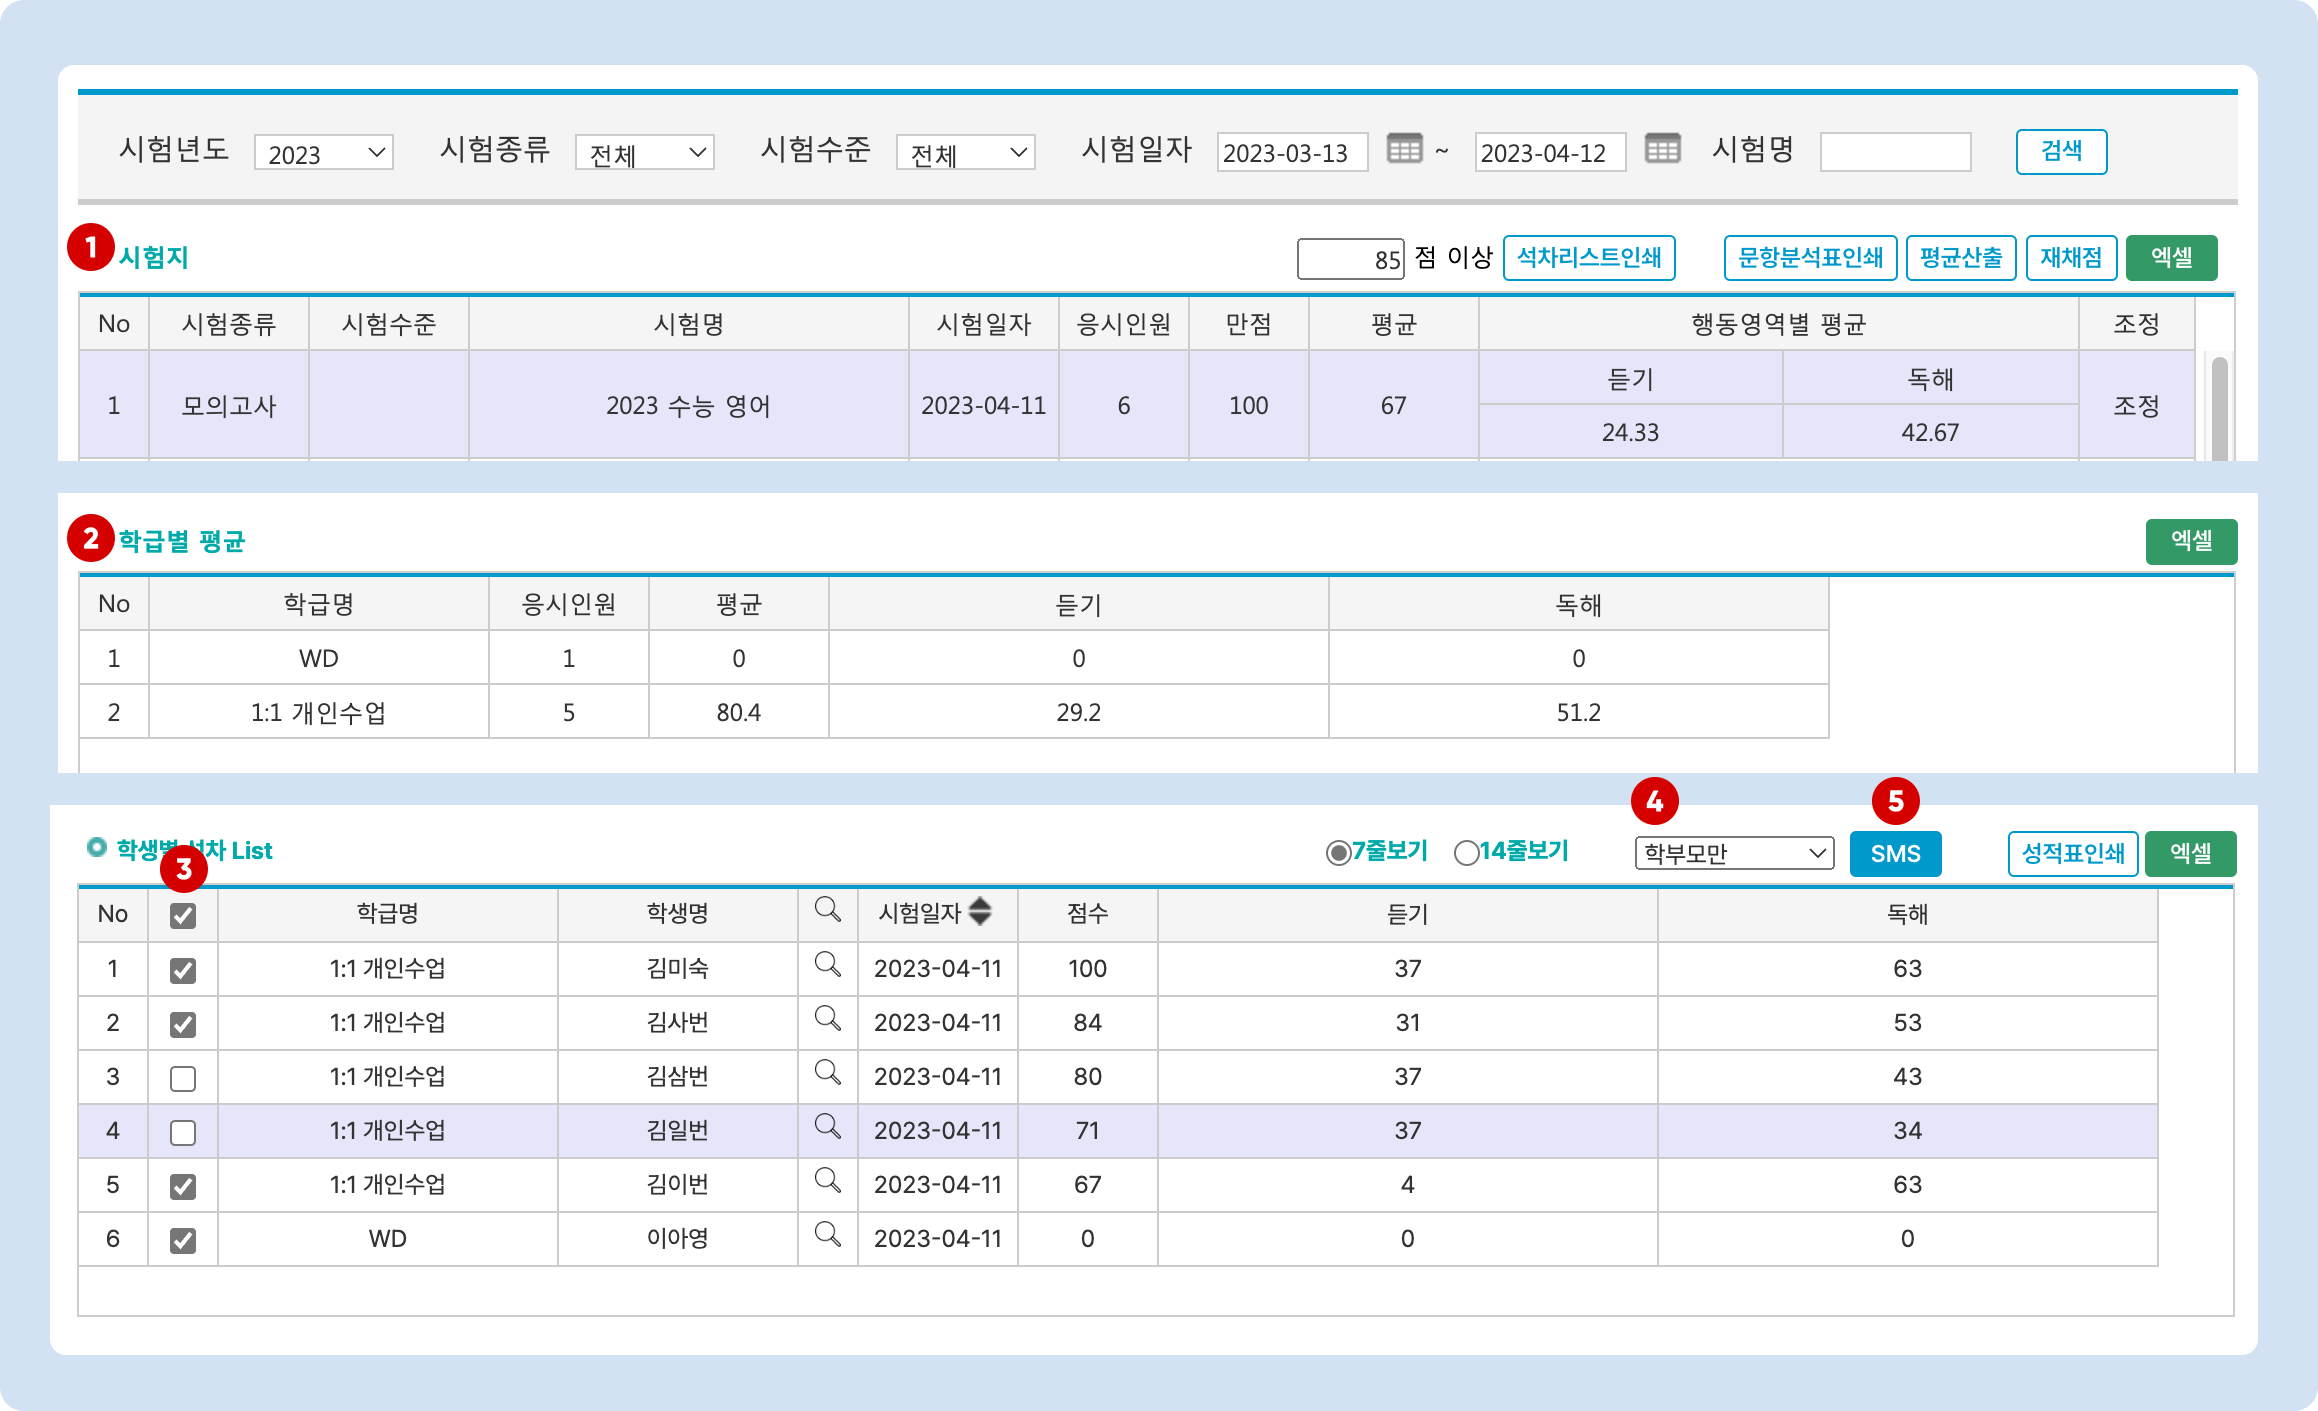 시험년도 2023 시험종류 전체 시험수준 전체 시험일자 2023-03-13 ~ 2023-04-12 시험명 검색
1 시험지 85 점 이상 석차리스트인쇄 문항분석표인쇄 평균산출 재채점 엑셀
No 시험종류 시험수준 시험명 시험일자 응시인원 만점 평균 행동영역별 평균 조정
1 모의고사 2023 수능 영어 2023-04-11 6 100 67 듣기 독해 조정
24.33 42.67
2 학급별 평균 엑셀
No 학급명 응시인원 평균 듣기 독해
1 WD 1 0 0 0
2 1:1 개인수업 5 80.4 29.2 51.2
4 5
학생별 석차 List 7줄보기 14줄보기 학부모만 SMS 성적표인쇄 엑셀
3
No 학급명 학생명 시험일자 점수 듣기 독해
1 1:1 개인수업 김미숙 2023-04-11 100 37 63
2 1:1 개인수업 김사번 2023-04-11 84 31 53
3 1:1 개인수업 김삼번 2023-04-11 80 37 43
4 1:1 개인수업 김일번 2023-04-11 71 37 34
5 1:1 개인수업 김이번 2023-04-11 67 4 63
6 WD 이아영 2023-04-11 0 0 0